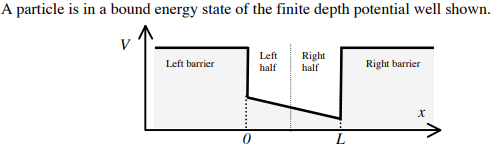 A particle is in a bound energy state of the finite depth potential well shown.
V
Left barrier
Left half
Right half
Right barrier
x
0
L